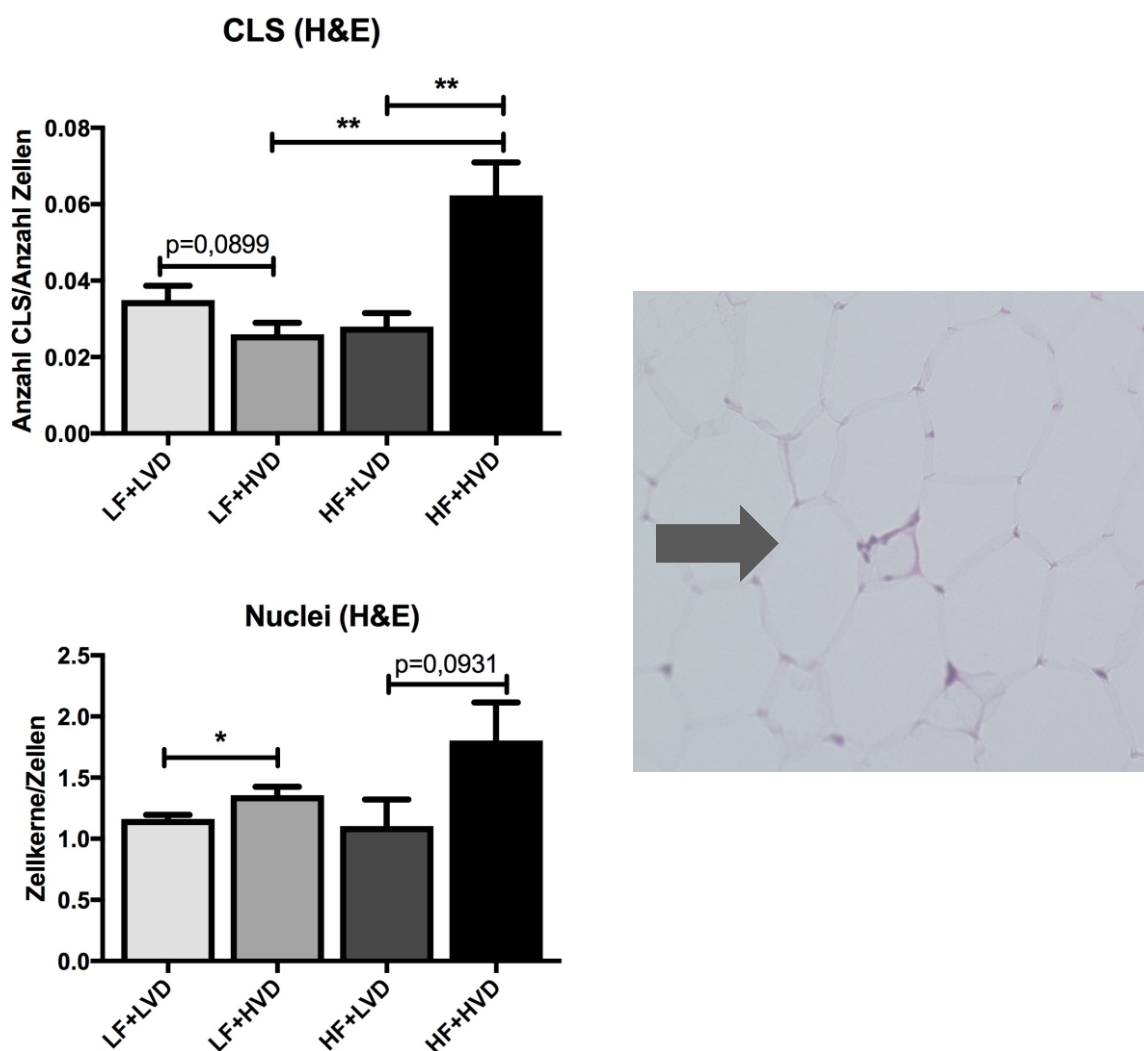 CLS (H&E)
**
**
p=0,0899
Anzahl CLS/Anzahl Zellen
0.08
0.06
0.04
0.02
0.00
LF+LVD
LF+HVD
HF+LVD
HF+HVD
Nuclei (H&E)
p=0,0931
*
Zellkerne/Zellen
2.5
2.0
1.5
1.0
0.5
0.0
LF+LVD
LF+HVD
HF+LVD
HF+HVD